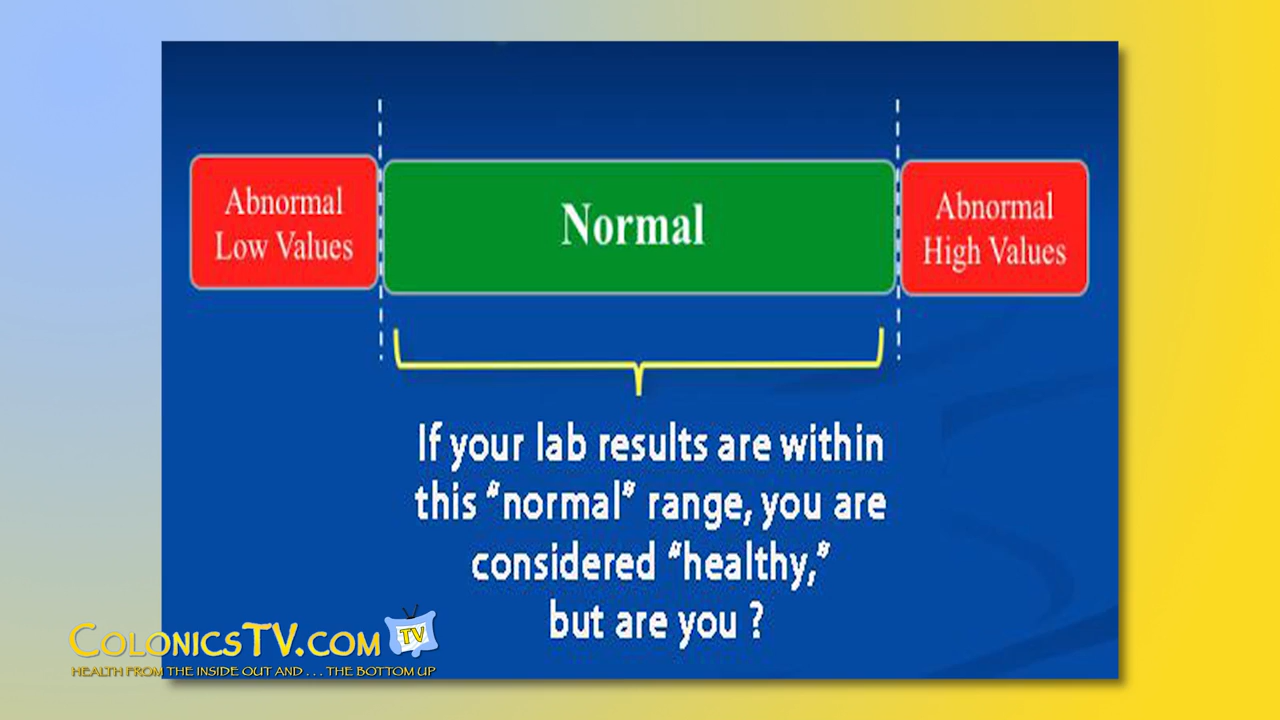 Abnormal
Low Values
Normal
Abnormal
High Values
If your lab results are within
this “normal” range, you are
considered “healthy,”
but are you ?
COLONICSTV.COM
TV
HEALTH FROM THE INSIDE OUT AND . . . THE BOTTOM UP